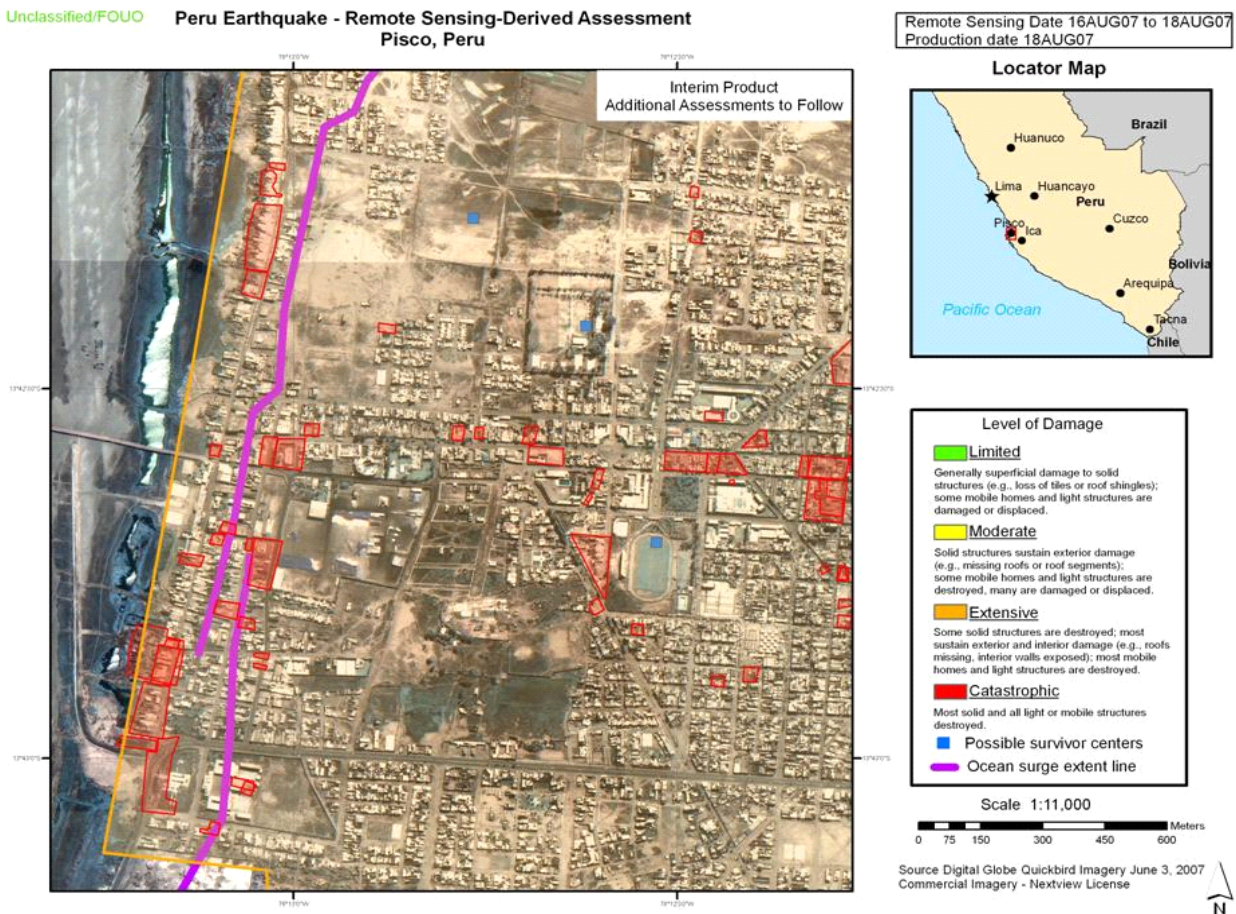 Unclassified/FOUO
Peru Earthquake - Remote Sensing-Derived Assessment
Pisco, Peru
Remote Sensing Date 16AUG07 to 18AUG07
Production date 18AUG07
Interim Product
Additional Assessments to Follow
Locator Map
Brazil
Huanuco
Lima
Huancayo
Peru
Pisco
Ica
Cuzco
Bolivia
Arequipa
Pacific Ocean
Tacna
Chile
Level of Damage
Limited
Generally superficial damage to solid
structures (e.g., loss of tiles or roof shingles);
some mobile homes and light structures are
damaged or displaced.
Moderate
Solid structures sustain exterior damage
(e.g., missing roofs or roof segments);
some mobile homes and light structures are
destroyed, many are damaged or displaced.
Extensive
Some solid structures are destroyed; most
sustain exterior and interior damage (e.g., roofs
missing, interior walls exposed); most mobile
homes and light structures are destroyed.
Catastrophic
Most solid and all light or mobile structures
destroyed.
Possible survivor centers
Ocean surge extent line
Scale 1:11,000
Meters
0 75 150 300 450 600
Source Digital Globe Quickbird Imagery June 3, 2007
Commercial Imagery - Nextview License
N